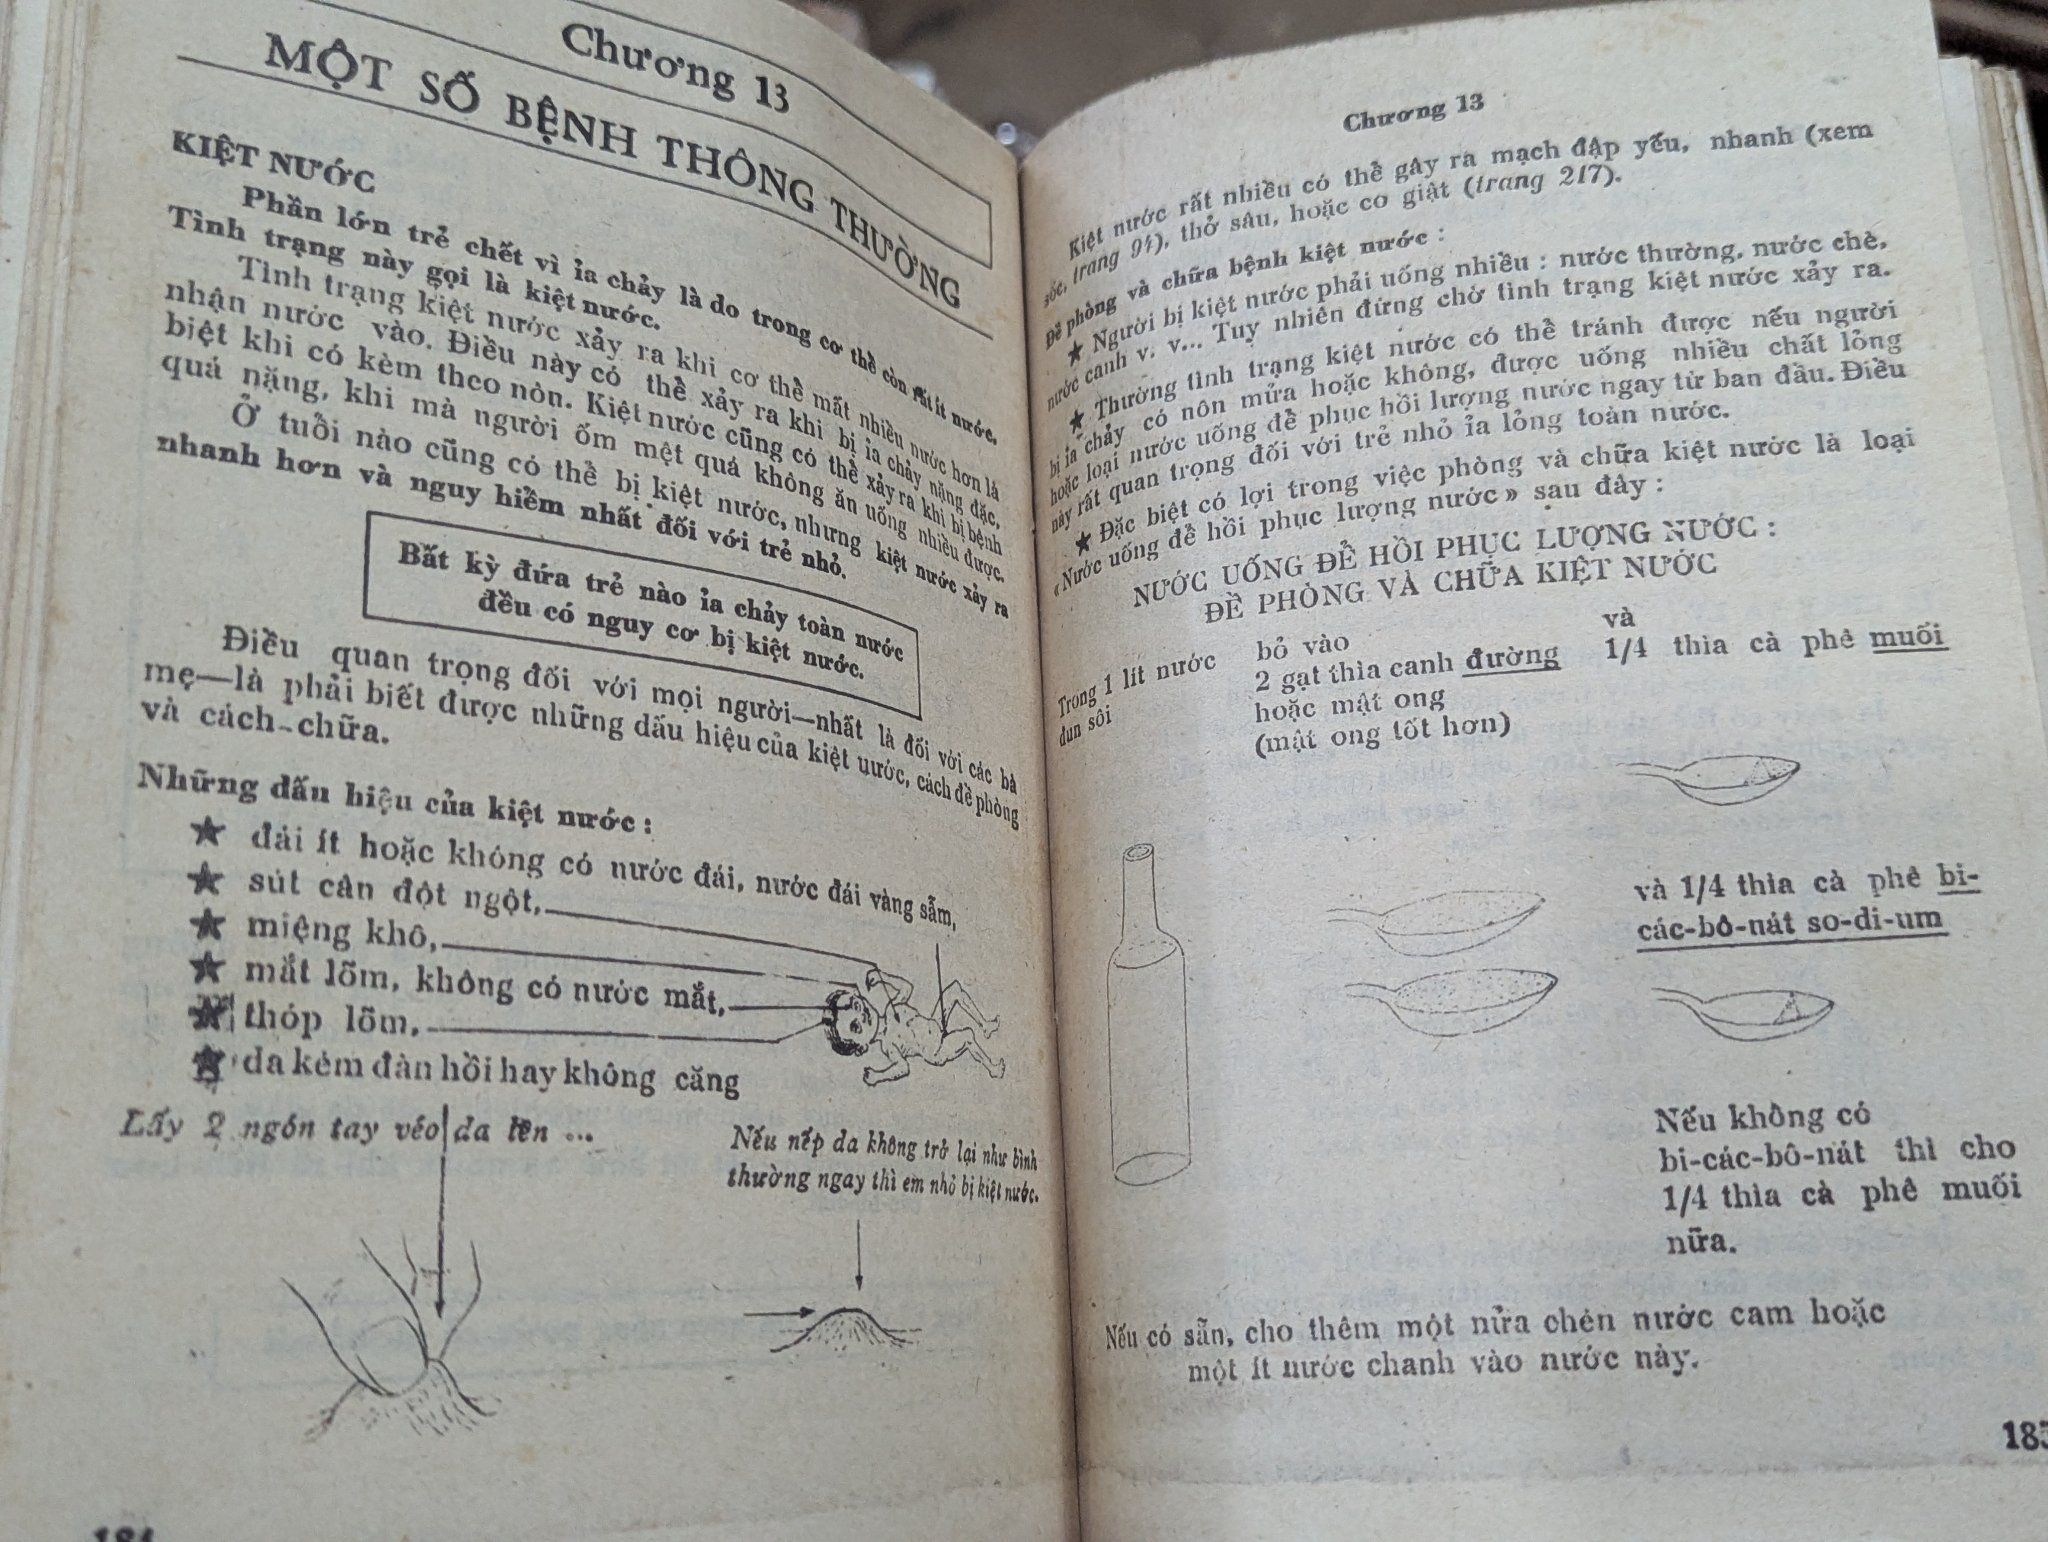 Chương 13
MỘT SỐ BỆNH THÔNG THƯỜNG
KIỆT NƯỚC
Phần lớn trẻ chết vì ỉa chảy là do trong cơ thể còn rất ít nước.
Tình trạng này gọi là kiệt nước.
Tình trạng kiệt nước xảy ra khi cơ thể mất nhiều nước hơn là
nhận nước vào. Điều này có thể xảy ra khi bị ỉa chảy nặng đặc,
biệt khi có kèm theo nôn. Kiệt nước cũng có thể xảy ra khi bị bệnh
quá nặng, khi mà người ốm mệt quá không ăn uống nhiều được.
Ở tuổi nào cũng có thể bị kiệt nước, nhưng kiệt nước xảy ra
nhanh hơn và nguy hiểm nhất đối với trẻ nhỏ.
Bất kỳ đứa trẻ nào ỉa chảy toàn nước
đều có nguy cơ bị kiệt nước.
Điều quan trọng đối với mọi người—nhất là đối với các bà
mẹ—là phải biết được những dấu hiệu của kiệt nước, cách đề phòng
và cách chữa.
Những dấu hiệu của kiệt nước :
★ đái ít hoặc không có nước đái, nước đái vàng sẫm,
★ sút cân đột ngột,
★ miệng khô,
★ mắt lõm, không có nước mắt,
★ thóp lõm,
★ da kém đàn hồi hay không căng
Lấy 2 ngón tay véo da lên ...
Nếu nếp da không trở lại như bình
thường ngay thì em nhỏ bị kiệt nước.
184
Chương 13
Kiệt nước rất nhiều có thể gây ra mạch đập yếu, nhanh (xem
sốc, trang 94), thở sâu, hoặc co giật (trang 217).
Đề phòng và chữa bệnh kiệt nước :
★ Người bị kiệt nước phải uống nhiều : nước thường, nước chè,
nước canh v. v... Tuy nhiên đừng chờ tình trạng kiệt nước xảy ra.
★ Thường tình trạng kiệt nước có thể tránh được nếu người
bị ỉa chảy có nôn mửa hoặc không, được uống nhiều chất lỏng
hoặc loại nước uống để phục hồi lượng nước ngay từ ban đầu. Điều
này rất quan trọng đối với trẻ nhỏ ỉa lỏng toàn nước.
★ Đặc biệt có lợi trong việc phòng và chữa kiệt nước là loại
« Nước uống để hồi phục lượng nước » sau đây :
NƯỚC UỐNG ĐỂ HỒI PHỤC LƯỢNG NƯỚC :
ĐỀ PHÒNG VÀ CHỮA KIỆT NƯỚC
Trong 1 lít nước
đun sôi
bỏ vào
2 gạt thìa canh đường
hoặc mật ong
(mật ong tốt hơn)
và
1/4 thìa cà phê muối
và 1/4 thìa cà phê bi-
các-bô-nát so-di-um
Nếu không có
bi-các-bô-nát thì cho
1/4 thìa cà phê muối
nữa.
Nếu có sẵn, cho thêm một nửa chén nước cam hoặc
một ít nước chanh vào nước này.
185